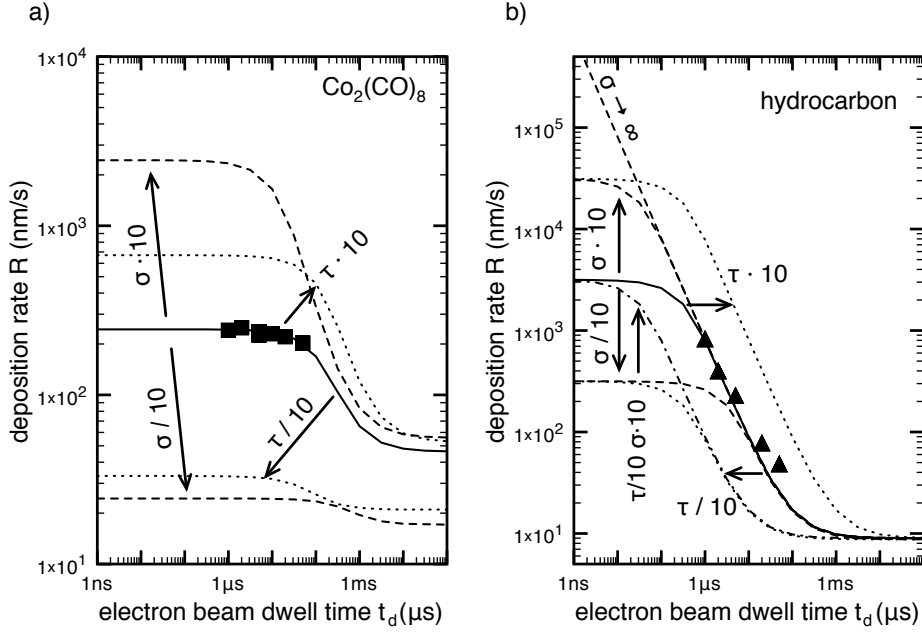 a)
1×10⁴
1×10³
1×10²
1×10¹
deposition rate R (nm/s)
Co₂(CO)₈
σ · 10
τ · 10
σ / 10
τ / 10
1ns
1µs
1ms
electron beam dwell time t_d(µs)
b)
1×10⁵
1×10⁴
1×10³
1×10²
1×10¹
deposition rate R (nm/s)
hydrocarbon
σ → ∞
σ · 10
τ · 10
σ / 10
τ/10 σ·10
τ / 10
1ns
1µs
1ms
electron beam dwell time t_d(µs)